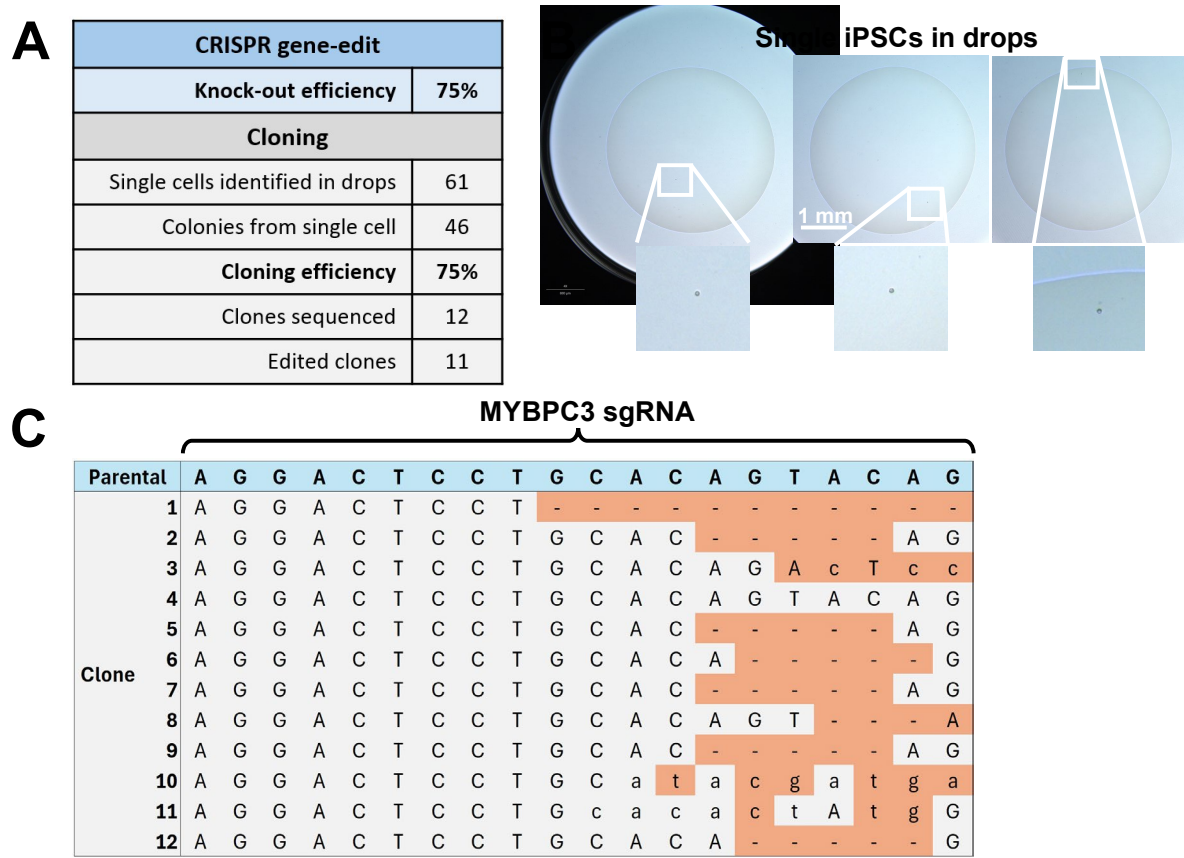 A
CRISPR gene-edit
Knock-out efficiency 75%
Cloning
Single cells identified in drops 61
Colonies from single cell 46
Cloning efficiency 75%
Clones sequenced 12
Edited clones 11
B
Single iPSCs in drops
1 mm
C
MYBPC3 sgRNA
Parental A G G A C T C C T G C A C A G T A C A G
Clone
1 A G G A C T C C T - - - - - - - - - - -
2 A G G A C T C C T G C A C - - - - - A G
3 A G G A C T C C T G C A C A G A c T c c
4 A G G A C T C C T G C A C A G T A C A G
5 A G G A C T C C T G C A C - - - - - A G
6 A G G A C T C C T G C A C A - - - - - G
7 A G G A C T C C T G C A C - - - - - A G
8 A G G A C T C C T G C A C A G T - - - A
9 A G G A C T C C T G C A C - - - - - A G
10 A G G A C T C C T G C a t a c g a t g a
11 A G G A C T C C T G c a c a c t A t g G
12 A G G A C T C C T G C A C A - - - - - G